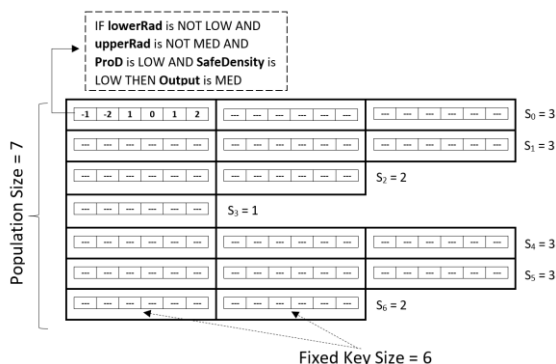 IF lowerRad is NOT LOW AND
upperRad is NOT MED AND
ProD is LOW AND SafeDensity is
LOW THEN Output is MED
Population Size = 7
-1 -2 1 0 1 2 --- --- --- --- --- --- --- --- --- --- --- --- S0 = 3
--- --- --- --- --- --- --- --- --- --- --- --- --- --- --- --- --- --- S1 = 3
--- --- --- --- --- --- --- --- --- --- --- --- S2 = 2
--- --- --- --- --- --- S3 = 1
--- --- --- --- --- --- --- --- --- --- --- --- --- --- --- --- --- --- S4 = 3
--- --- --- --- --- --- --- --- --- --- --- --- --- --- --- --- --- --- S5 = 3
--- --- --- --- --- --- --- --- --- --- --- --- S6 = 2
Fixed Key Size = 6